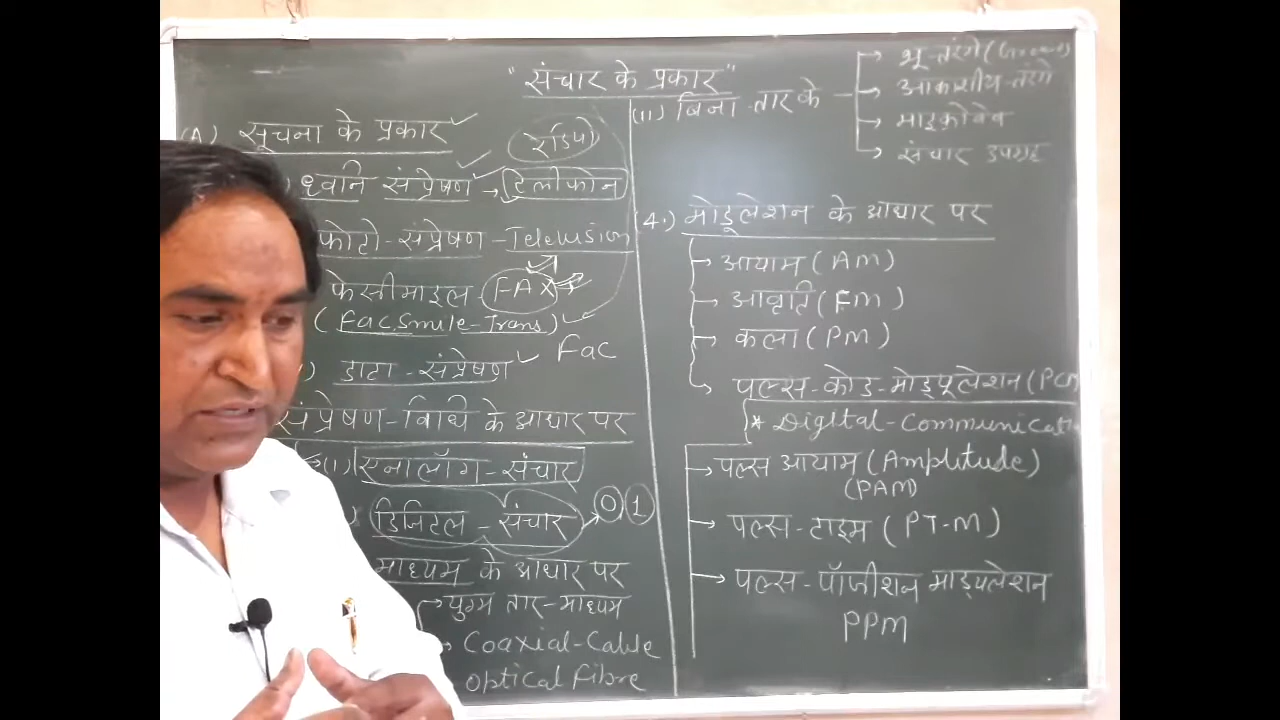 "संचार के प्रकार"
(A) सूचना के प्रकार
रेडियो
) ध्वनि संप्रेषण → टेलीफोन
फोटो-संप्रेषण - Television
फेसीमाइल - FAX
(FacSmile-Trans)
Fac
) डाटा-संप्रेषण
संप्रेषण-विधि के आधार पर
(1) एनालॉग-संचार
डिजिटल - संचार → 0 1
माध्यम के आधार पर
युग्म तार-माध्यम
Coaxial-Cable
Optical Fibre
(II) बिना तार के
भू-तरंगे (
आकाशीय-तरंगे
माइक्रोवेव
संचार उपग्रह
(4.) मोडूलेशन के आधार पर
आयाम (AM)
आवृति (FM)
कला (PM)
पल्स-कोड-मोड्यूलेशन (PCM
* Digital-Communicati
पल्स आयाम (Amplitude)
(PAM)
पल्स-टाइम (PT-M)
पल्स-पॉजीशन माड्यूलेशन
PPM